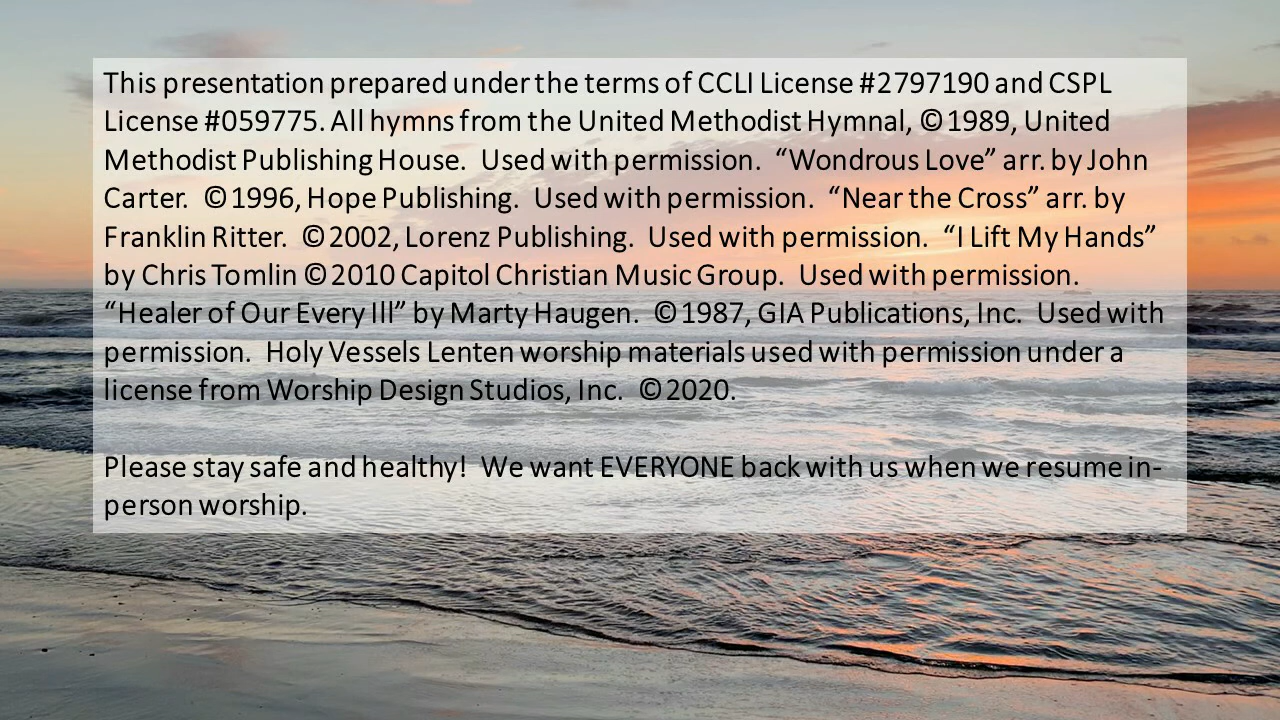 This presentation prepared under the terms of CCLI License #2797190 and CSPL
License #059775. All hymns from the United Methodist Hymnal, ©1989, United
Methodist Publishing House.  Used with permission.  “Wondrous Love” arr. by John
Carter.  ©1996, Hope Publishing.  Used with permission.  “Near the Cross” arr. by
Franklin Ritter.  ©2002, Lorenz Publishing.  Used with permission.  “I Lift My Hands”
by Chris Tomlin ©2010 Capitol Christian Music Group.  Used with permission.
“Healer of Our Every Ill” by Marty Haugen.  ©1987, GIA Publications, Inc.  Used with
permission.  Holy Vessels Lenten worship materials used with permission under a
license from Worship Design Studios, Inc.  ©2020.

Please stay safe and healthy!  We want EVERYONE back with us when we resume in-
person worship.